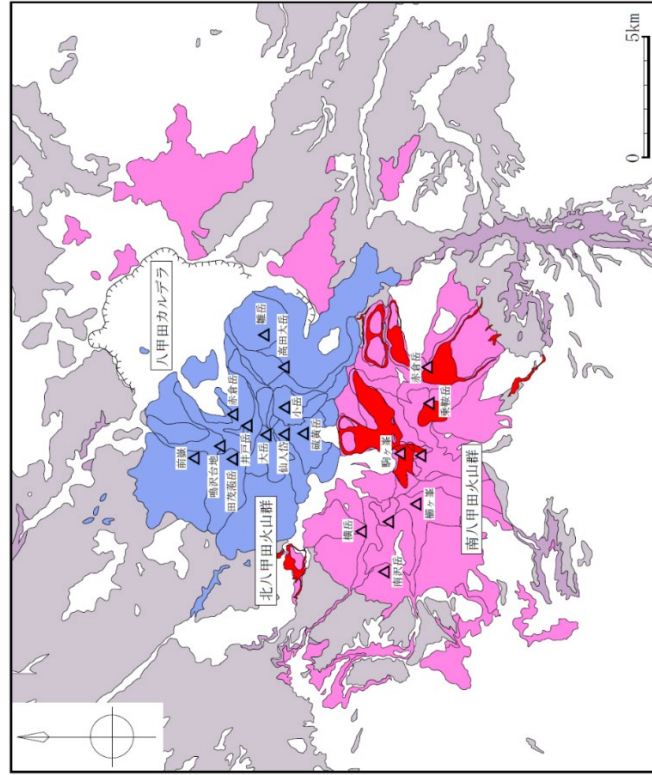 八甲田カルデラ
雛岳
高田大岳
赤倉岳
小岳
前嶽
鳴沢台地
田茂萢岳
井戸岳
大岳
仙人岱
硫黄岳
北八甲田火山群
赤倉岳
乗鞍岳
駒ヶ峯
櫛ヶ峯
横岳
南沢岳
南八甲田火山群
0 5km